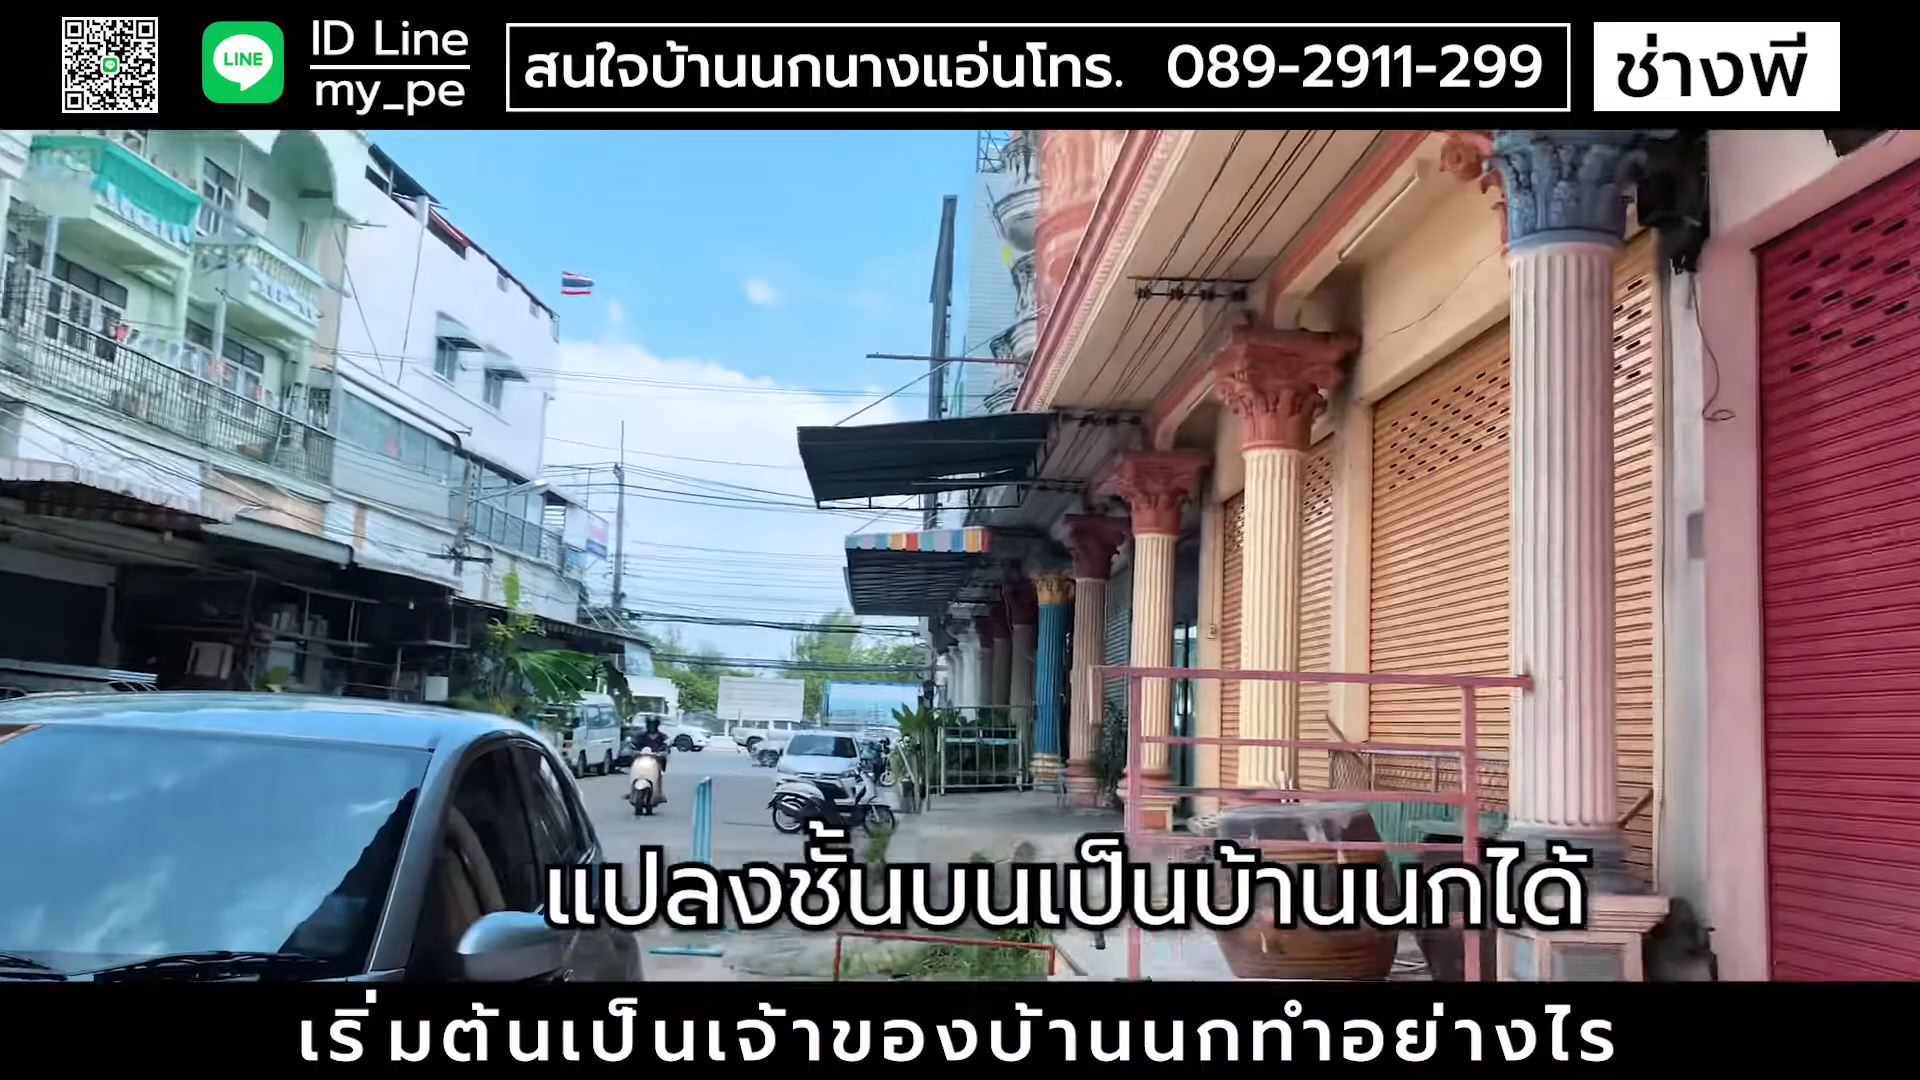 LINE
ID Line
my_pe
สนใจบ้านนกนางแอ่นโทร. 089-2911-299
ช่างพี
แปลงชั้นบนเป็นบ้านนกได้
เริ่มต้นเป็นเจ้าของบ้านนกทำอย่างไร